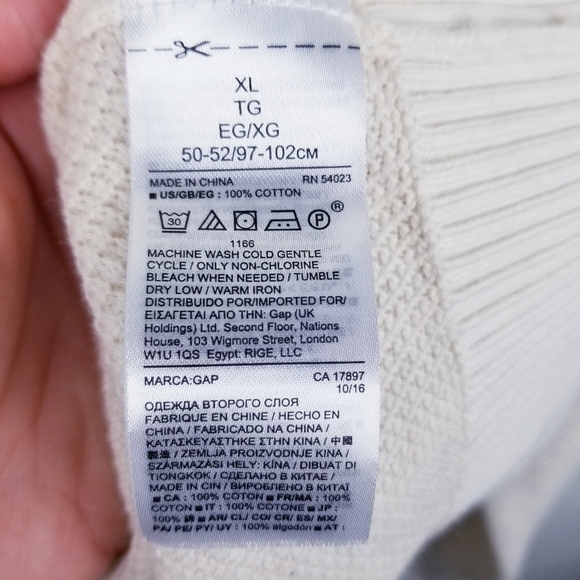 XL
TG
EG/XG
50-52/97-102CM
MADE IN CHINA RN 54023
■ US/GB/EG : 100% COTTON
30 P ®
1166
MACHINE WASH COLD GENTLE
CYCLE / ONLY NON-CHLORINE
BLEACH WHEN NEEDED / TUMBLE
DRY LOW / WARM IRON
DISTRIBUTED POR/IMPORTED FOR/
ΕΙΣΑΓΕΤΑΙ ΑΠΟ ΤΗΝ: Gap (UK
Holdings) Ltd. Second Floor, Nations
House, 103 Wigmore Street, London
W1U 1QS Egypt: RIGE, LLC
MARCA:GAP CA 17897
10/16
ОДЕЖДА ВТОРОГО СЛОЯ
FABRIQUE EN CHINE / HECHO EN
CHINA / FABRICADO NA CHINA /
ΚΑΤΑΣΚΕΥΑΣΤΗΚΕ ΣΤΗΝ ΚΙΝΑ / 中國
製造 / ZEMLJA PROIZVODNJE KINA /
SZÁRMAZÁSI HELY: KÍNA / DIBUAT DI
TIONGKOK / СДЕЛАНО В КИТАЕ /
MADE IN CIN / ВИРОБЛЕНО В КИТАЇ
■ CA : 100% COTON ■ FR/MA : 100%
COTON ■ IT : 100% COTONE ■ JP :
100% 綿 ■ AR/ CL/ CO/ CR/ ES/ MX/
PA/ PE/ PY/ UY : 100% algodón ■ AT :